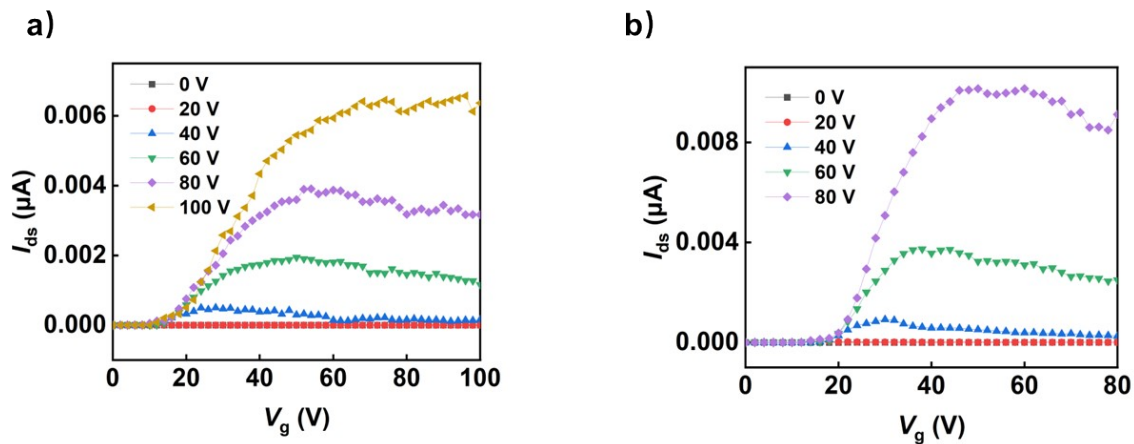 a)
0 V
20 V
40 V
60 V
80 V
100 V
0.006
0.004
0.002
0.000
Ids (μA)
0 20 40 60 80 100
Vg (V)
b)
0 V
20 V
40 V
60 V
80 V
0.008
0.004
0.000
Ids (μA)
0 20 40 60 80
Vg (V)